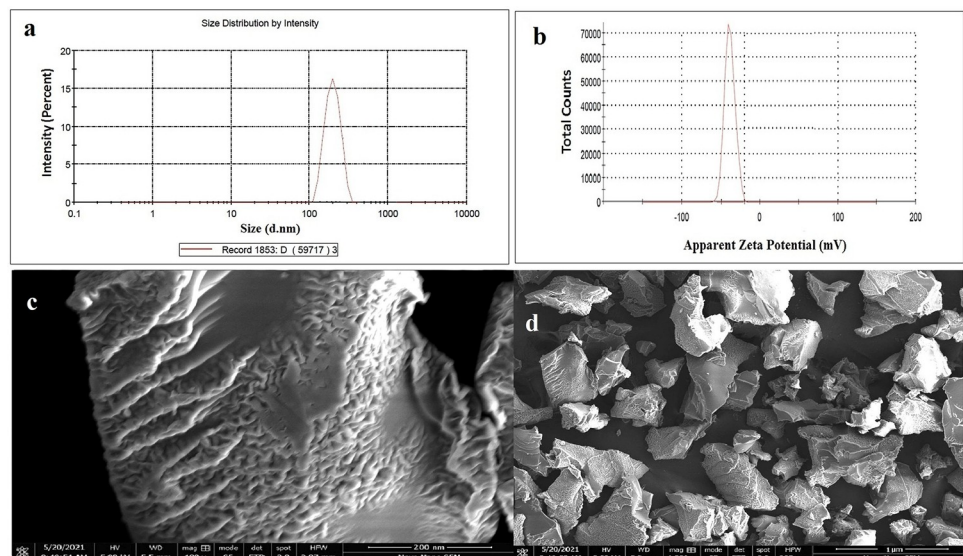 a
Size Distribution by Intensity
20
15
10
5
0
Intensity (Percent)
0.1 1 10 100 1000 10000
Size (d.nm)
Record 1853: D ( 59717) 3
b
70000
60000
50000
40000
30000
20000
10000
0
Total Counts
-100 0 100 200
Apparent Zeta Potential (mV)
c
5/20/2021 HV WD mag mode det spot HFW
200 nm
d
5/20/2021 HV WD mag mode det spot HFW
1 µm